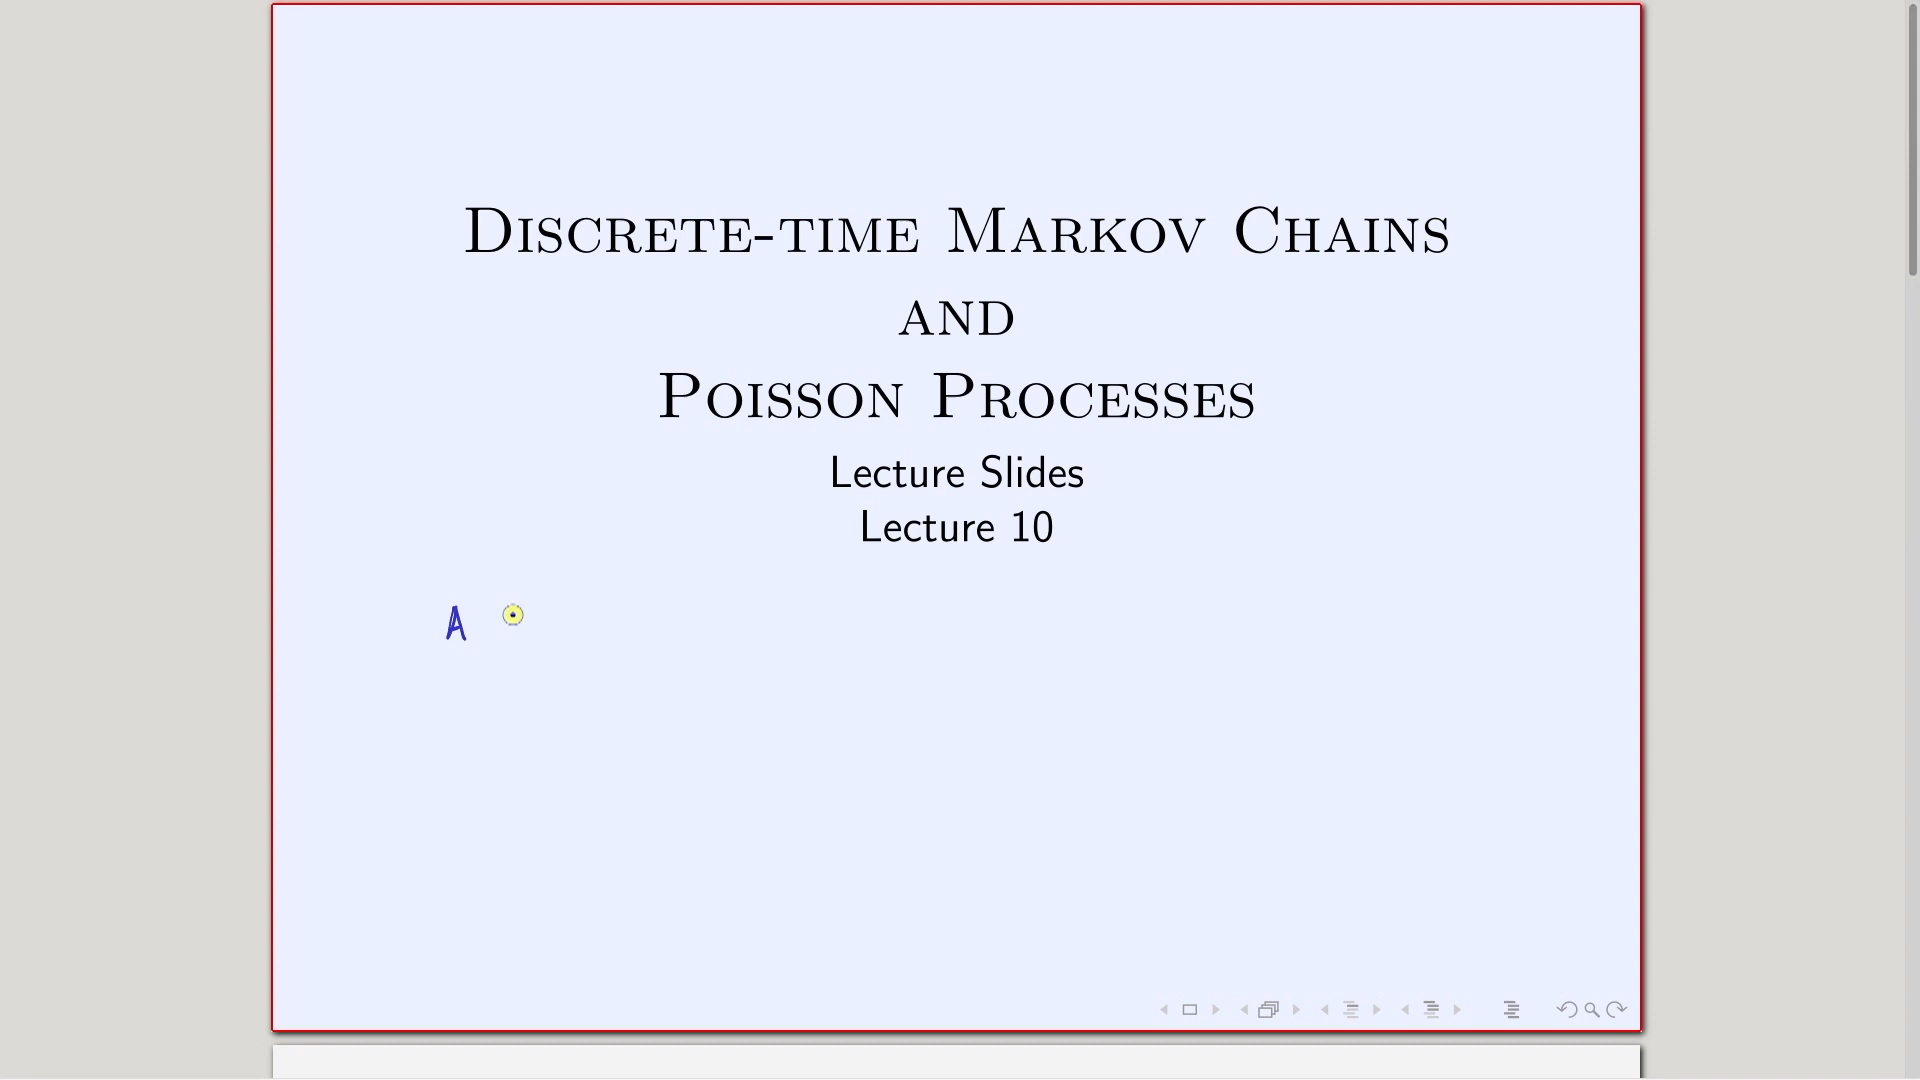 Discrete-time Markov Chains
and
Poisson Processes
Lecture Slides
Lecture 10
A